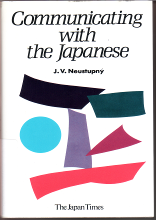 Communicating
with
the Japanese
J. V. Neustupný
The Japan Times